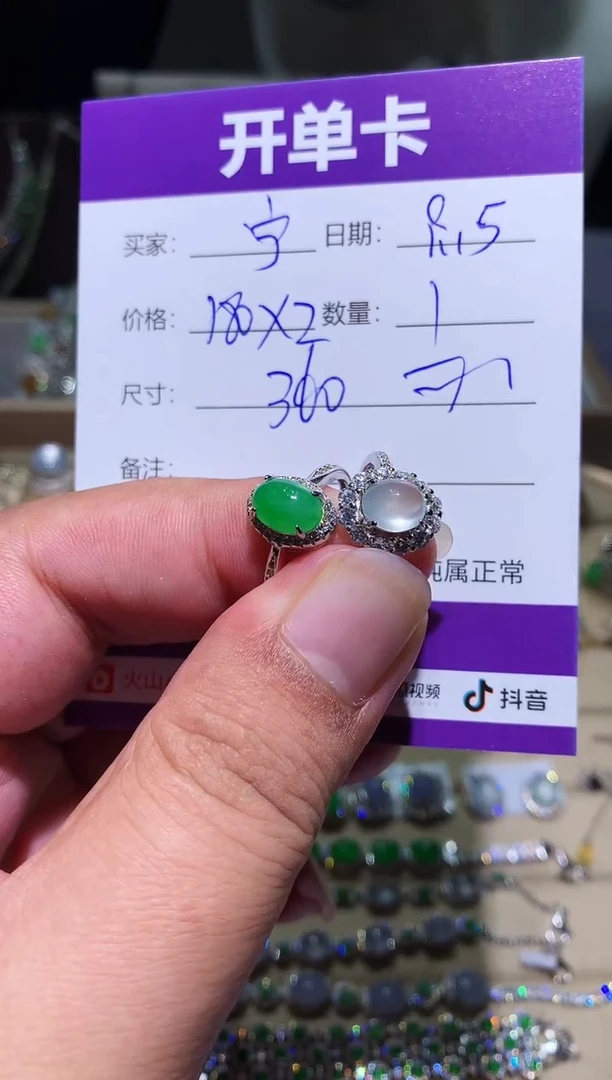 开单卡
买家: 宁 日期: 8.15
价格: 180X2 数量: 1
尺寸: 360
备注:
纯属正常
火山 视频 抖音